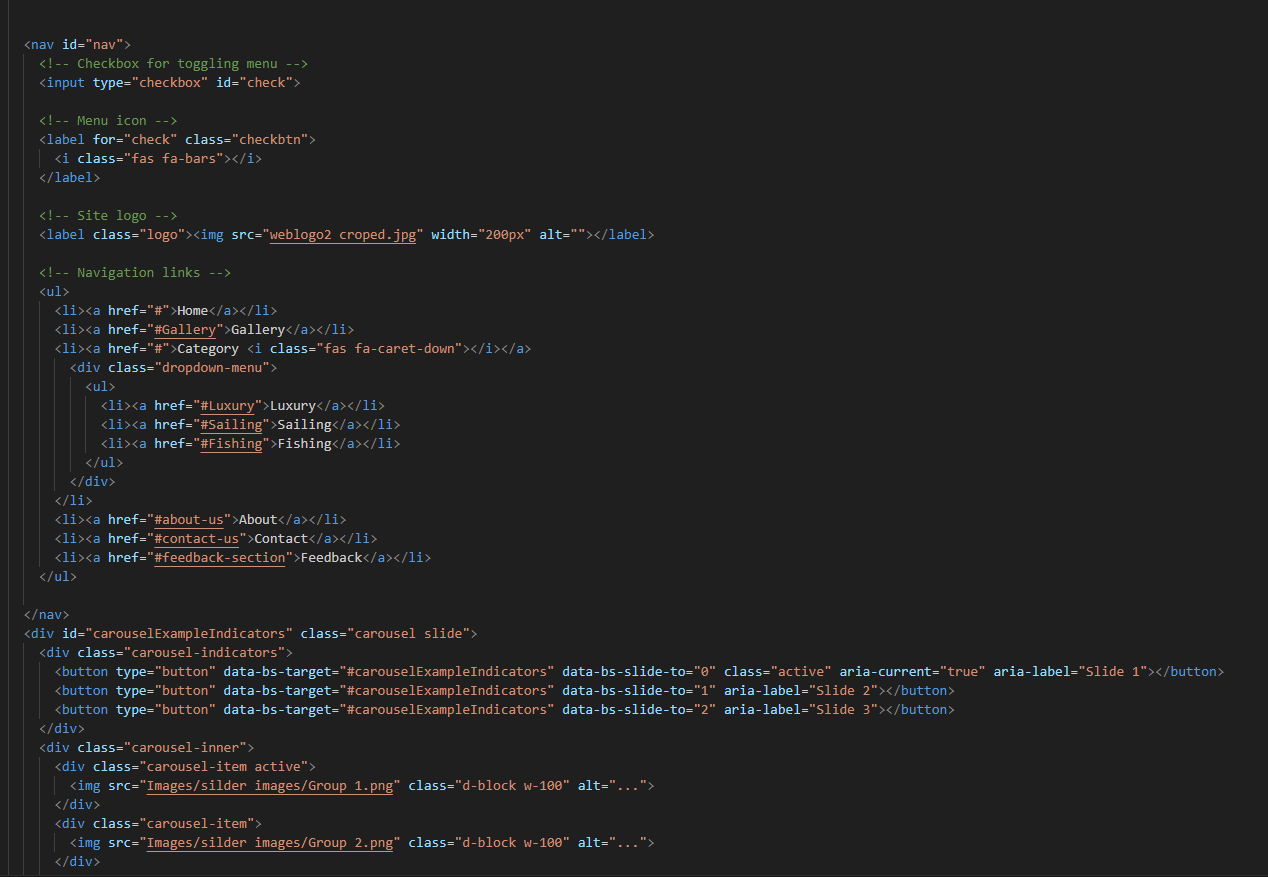 <nav id="nav">
<!-- Checkbox for toggling menu -->
<input type="checkbox" id="check">
<!-- Menu icon -->
<label for="check" class="checkbtn">
<i class="fas fa-bars"></i>
</label>
<!-- Site logo -->
<label class="logo"><img src="weblogo2 croped.jpg" width="200px" alt=""></label>
<!-- Navigation links -->
<ul>
<li><a href="#">Home</a></li>
<li><a href="#Gallery">Gallery</a></li>
<li><a href="#">Category <i class="fas fa-caret-down"></i></a>
<div class="dropdown-menu">
<ul>
<li><a href="#Luxury">Luxury</a></li>
<li><a href="#Sailing">Sailing</a></li>
<li><a href="#Fishing">Fishing</a></li>
</ul>
</div>
</li>
<li><a href="#about-us">About</a></li>
<li><a href="#contact-us">Contact</a></li>
<li><a href="#feedback-section">Feedback</a></li>
</ul>
</nav>
<div id="carouselExampleIndicators" class="carousel slide">
<div class="carousel-indicators">
<button type="button" data-bs-target="#carouselExampleIndicators" data-bs-slide-to="0" class="active" aria-current="true" aria-label="Slide 1"></button>
<button type="button" data-bs-target="#carouselExampleIndicators" data-bs-slide-to="1" aria-label="Slide 2"></button>
<button type="button" data-bs-target="#carouselExampleIndicators" data-bs-slide-to="2" aria-label="Slide 3"></button>
</div>
<div class="carousel-inner">
<div class="carousel-item active">
<img src="Images/silder images/Group 1.png" class="d-block w-100" alt="...">
</div>
<div class="carousel-item">
<img src="Images/silder images/Group 2.png" class="d-block w-100" alt="...">
</div>